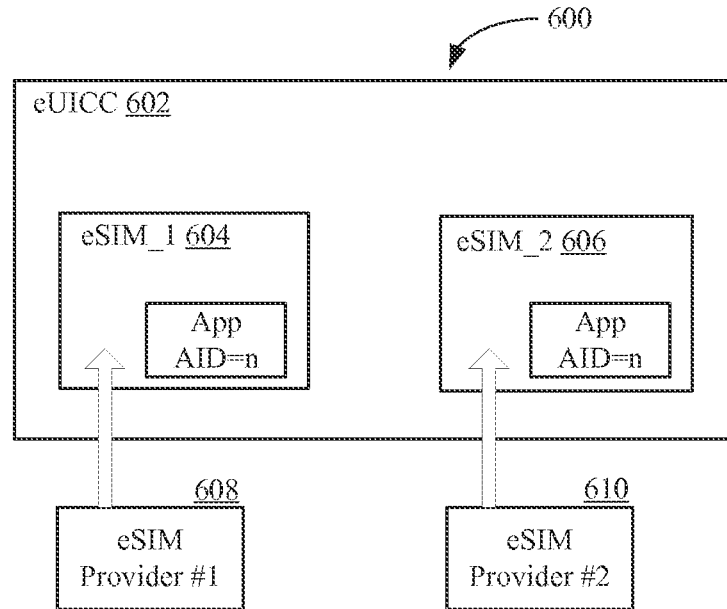 600
eUICC 602
eSIM_1 604
eSIM_2 606
App
AID=n
App
AID=n
608
610
eSIM
Provider #1
eSIM
Provider #2